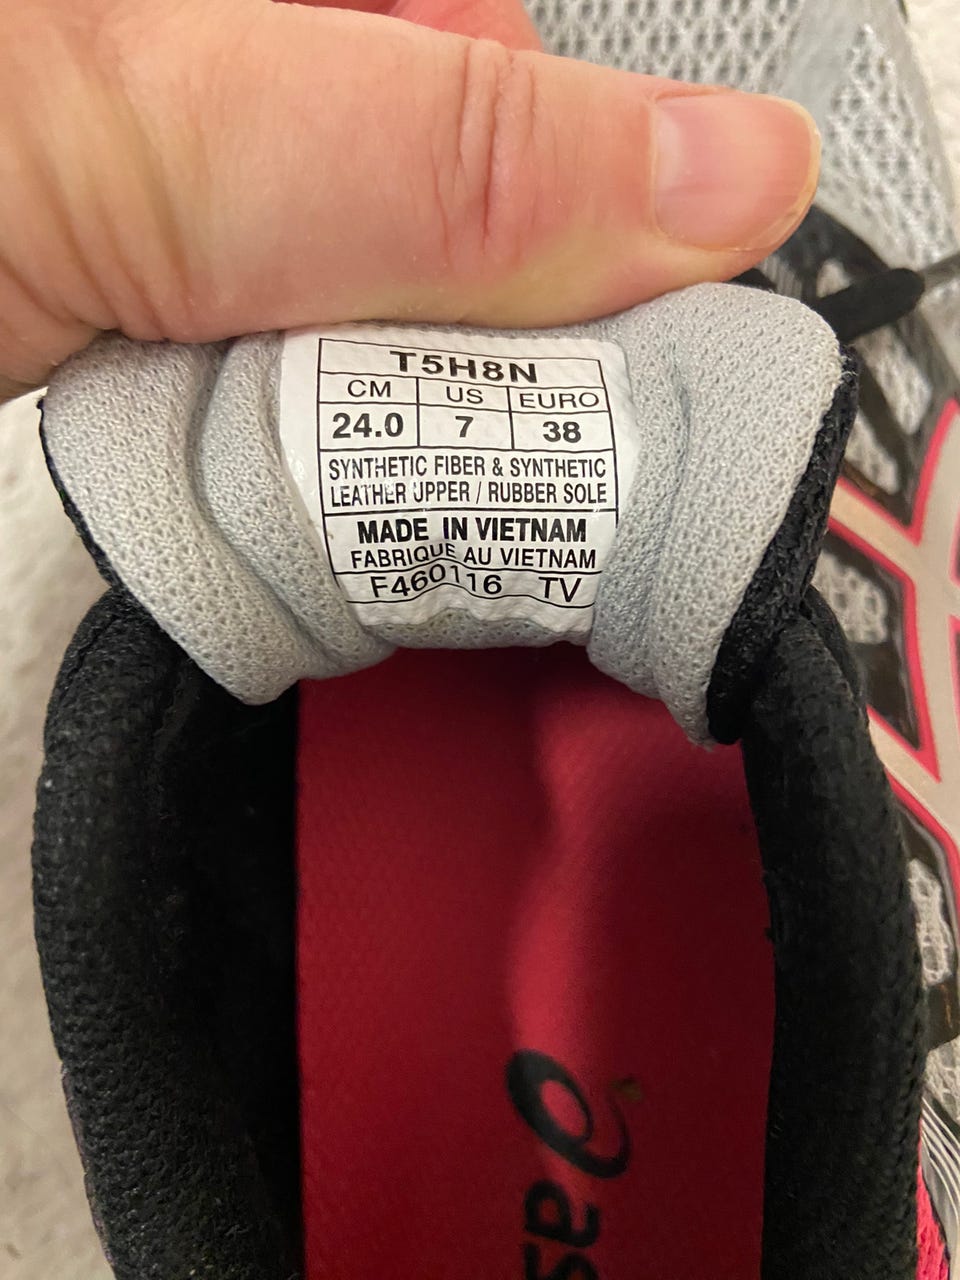 T5H8N
CM US EURO
24.0 7 38
SYNTHETIC FIBER & SYNTHETIC
LEATHER UPPER / RUBBER SOLE
MADE IN VIETNAM
FABRIQUE AU VIETNAM
F460116 TV
as